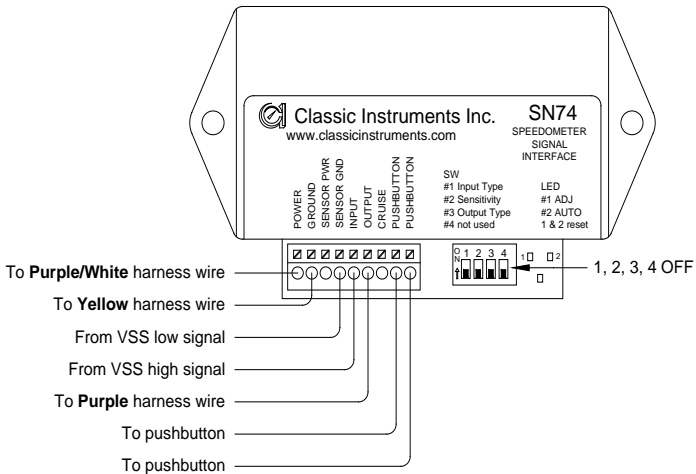 Classic Instruments Inc.
www.classicinstruments.com
SN74
SPEEDOMETER
SIGNAL
INTERFACE
POWER
GROUND
SENSOR PWR
SENSOR GND
INPUT
OUTPUT
CRUISE
PUSHBUTTON
PUSHBUTTON
SW
#1 Input Type
#2 Sensitivity
#3 Output Type
#4 not used
LED
#1 ADJ
#2 AUTO
1 & 2 reset
ON
1 2 3 4
1 2
To Purple/White harness wire
1, 2, 3, 4 OFF
To Yellow harness wire
From VSS low signal
From VSS high signal
To Purple harness wire
To pushbutton
To pushbutton